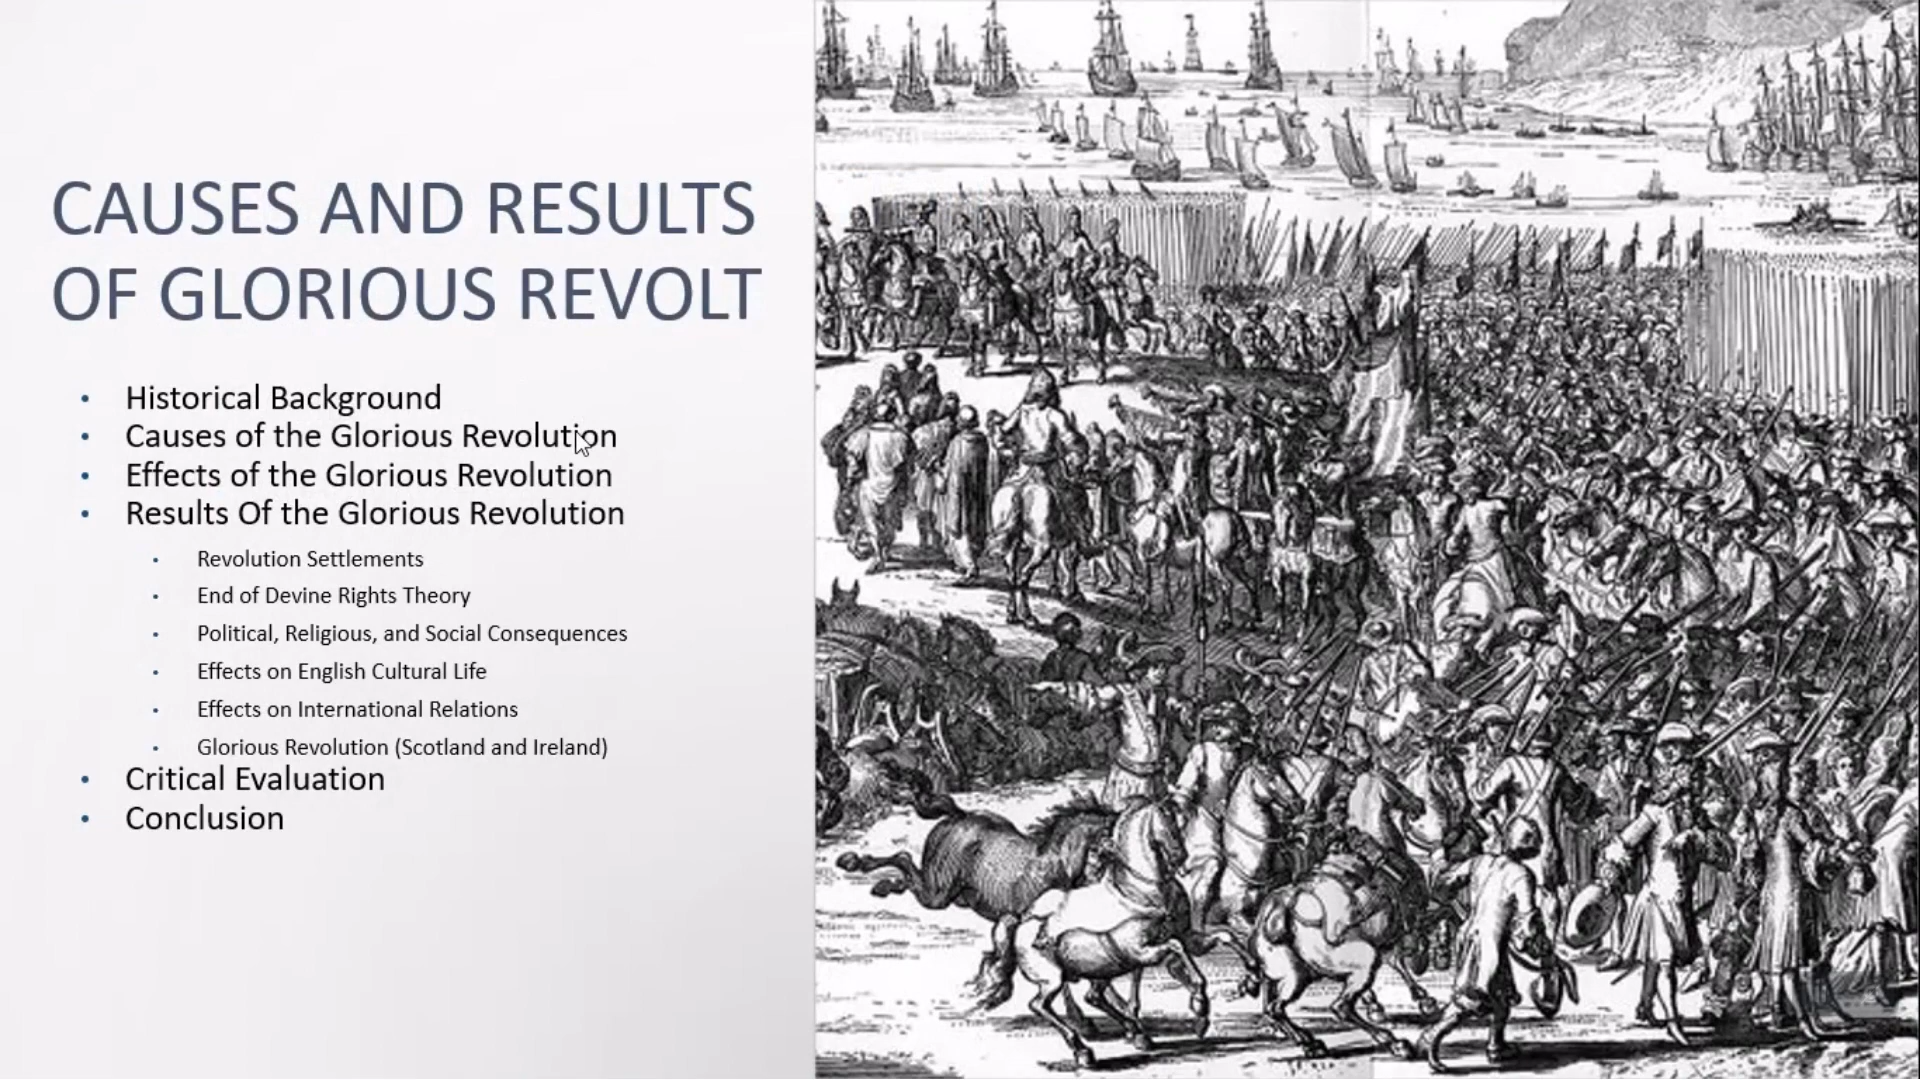 CAUSES AND RESULTS
OF GLORIOUS REVOLT
• Historical Background
• Causes of the Glorious Revolution
• Effects of the Glorious Revolution
• Results Of the Glorious Revolution
• Revolution Settlements
• End of Devine Rights Theory
• Political, Religious, and Social Consequences
• Effects on English Cultural Life
• Effects on International Relations
• Glorious Revolution (Scotland and Ireland)
• Critical Evaluation
• Conclusion